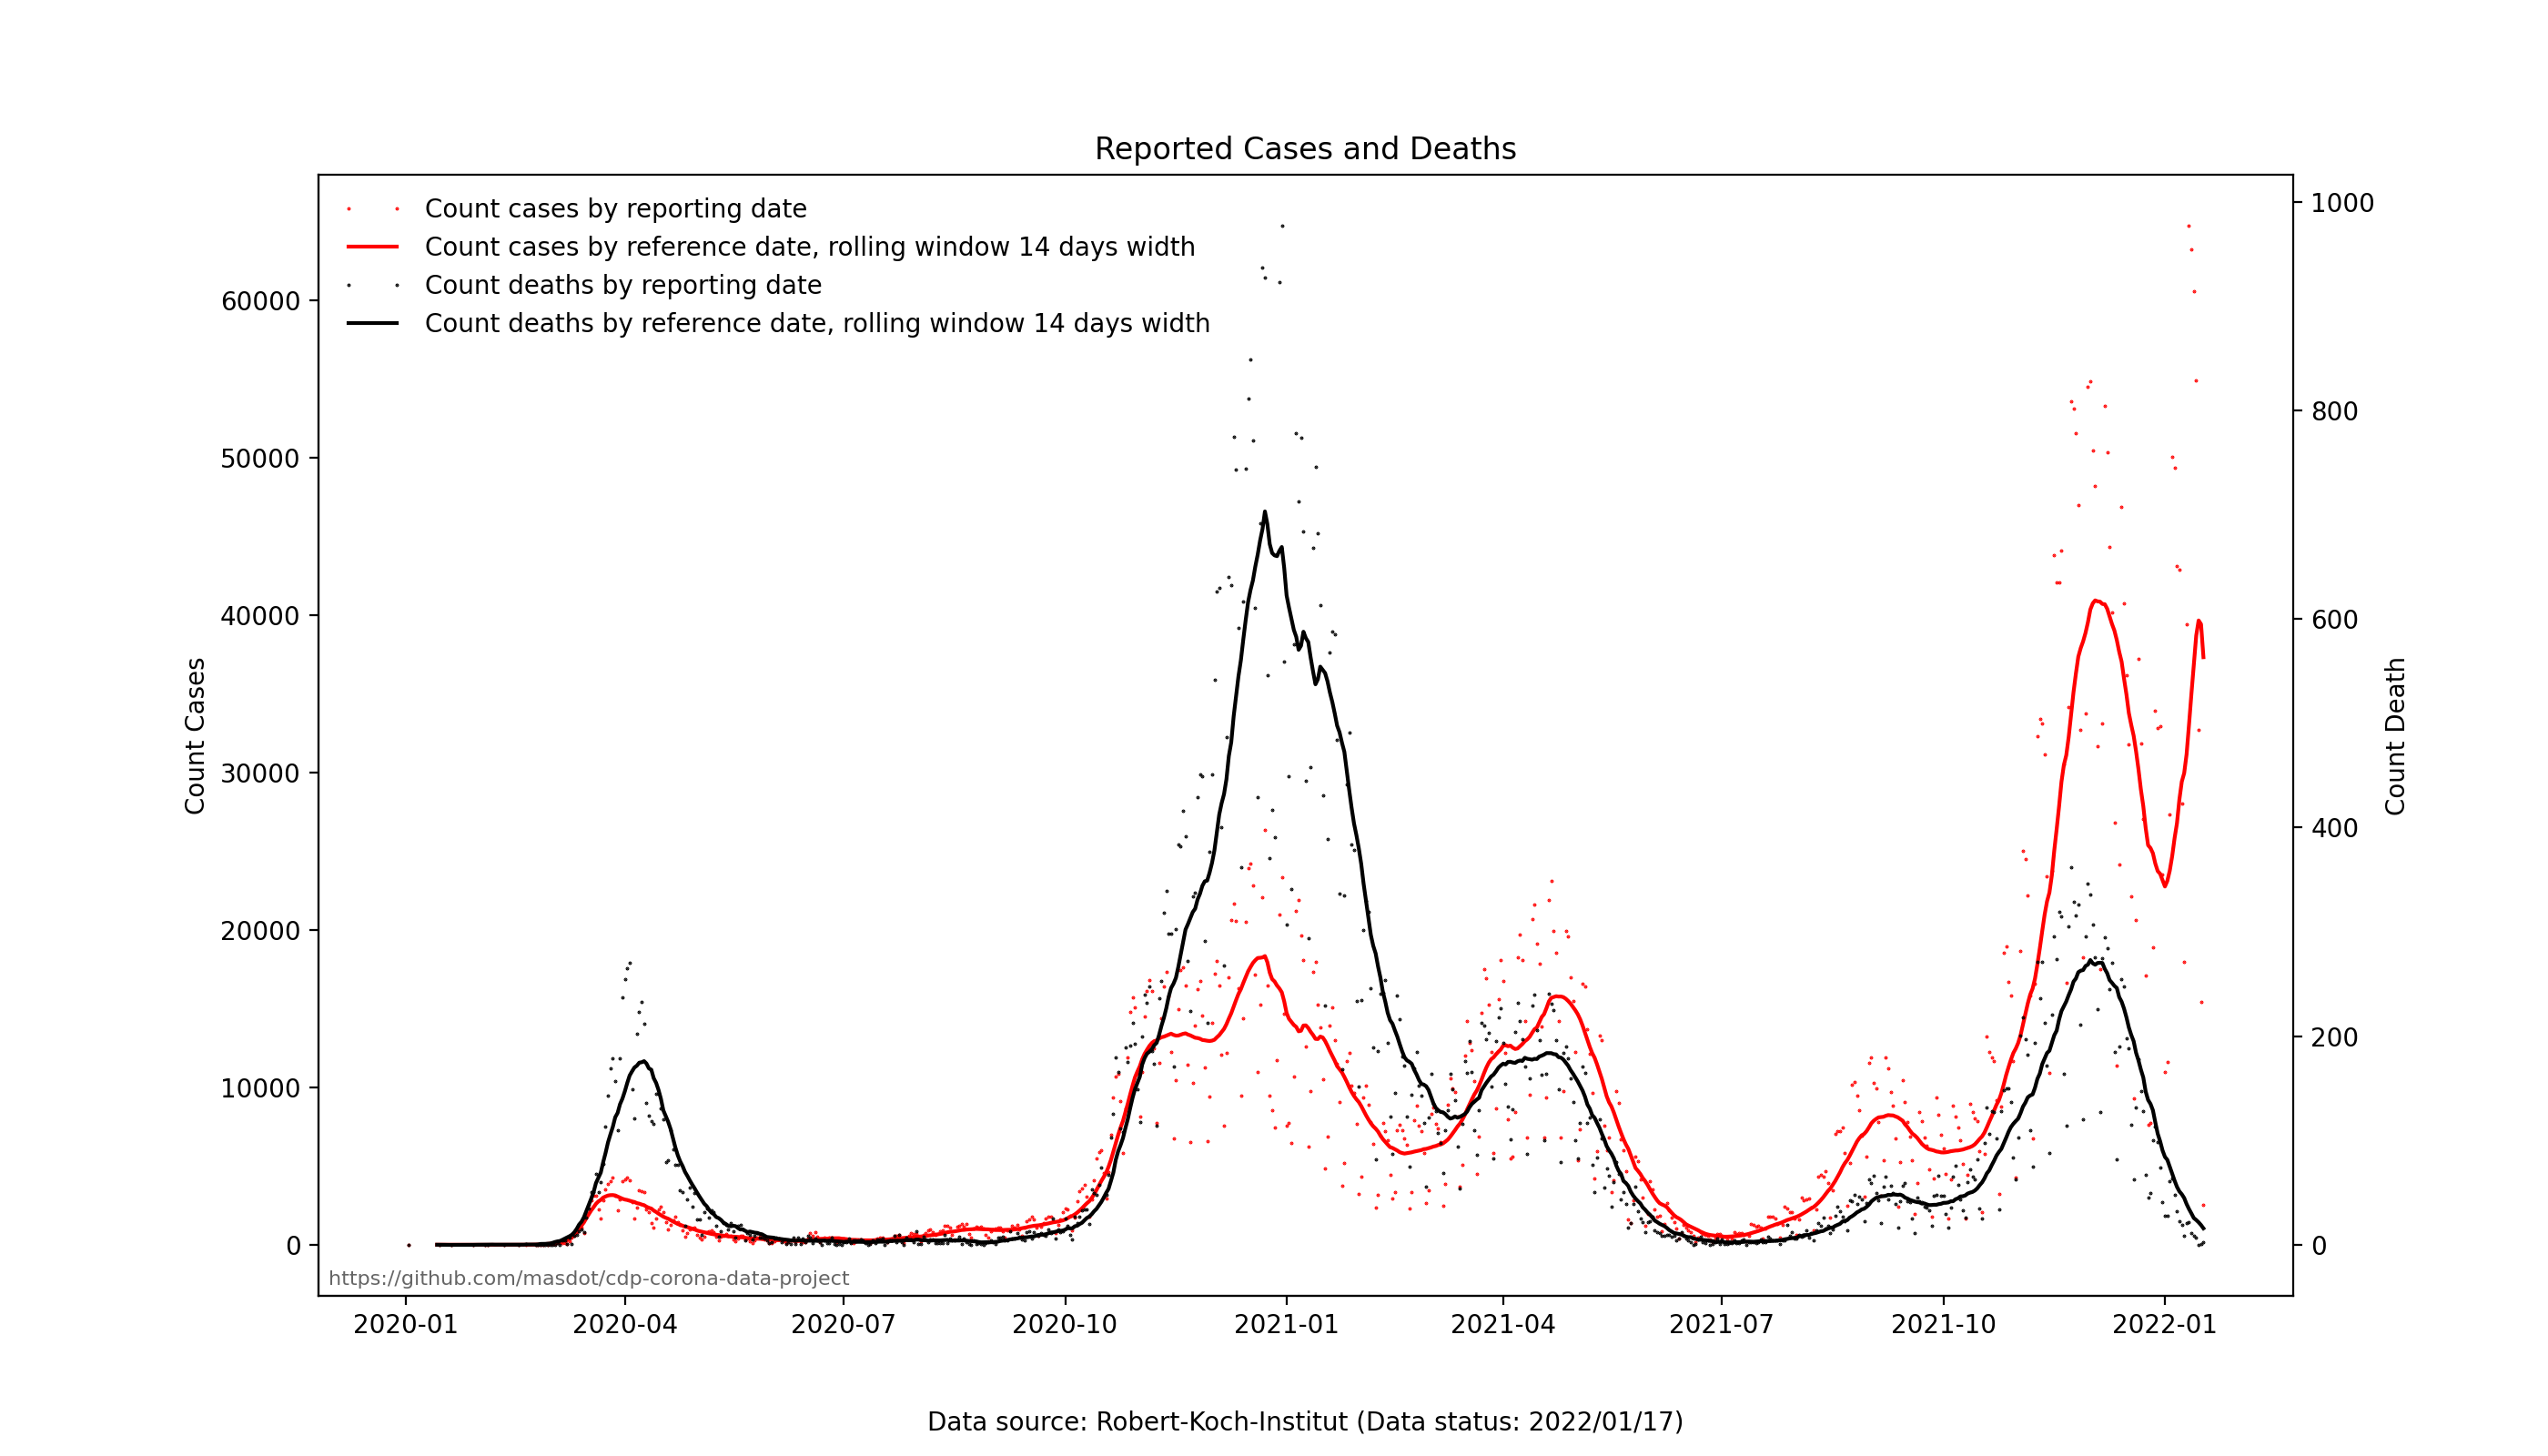 Reported Cases and Deaths
Count cases by reporting date
Count cases by reference date, rolling window 14 days width
Count deaths by reporting date
Count deaths by reference date, rolling window 14 days width
Count Cases
60000
50000
40000
30000
20000
10000
0
1000
800
600
400
200
0
Count Death
https://github.com/masdot/cdp-corona-data-project
2020-01 2020-04 2020-07 2020-10 2021-01 2021-04 2021-07 2021-10 2022-01
Data source: Robert-Koch-Institut (Data status: 2022/01/17)